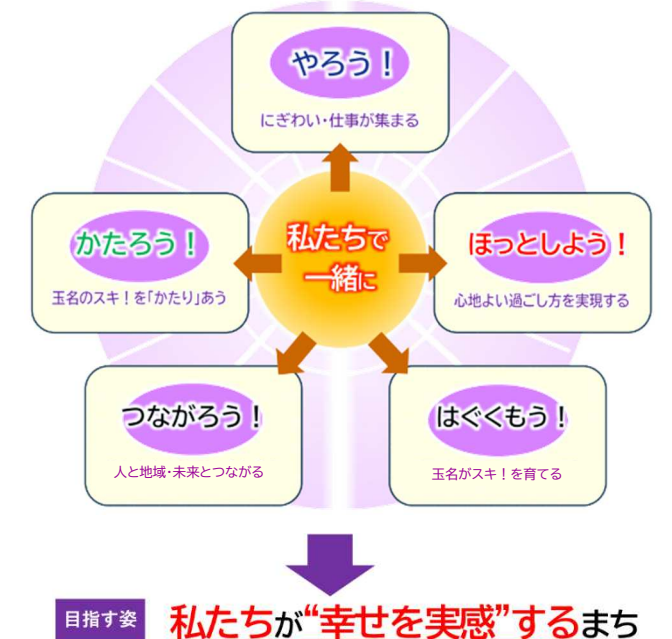 やろう！
にぎわい・仕事が集まる
かたろう！
玉名のスキ！を「かたり」あう
私たちで
一緒に
ほっとしよう！
心地よい過ごし方を実現する
つながろう！
人と地域・未来とつながる
はぐくもう！
玉名がスキ！を育てる
目指す姿
私たちが“幸せを実感”するまち